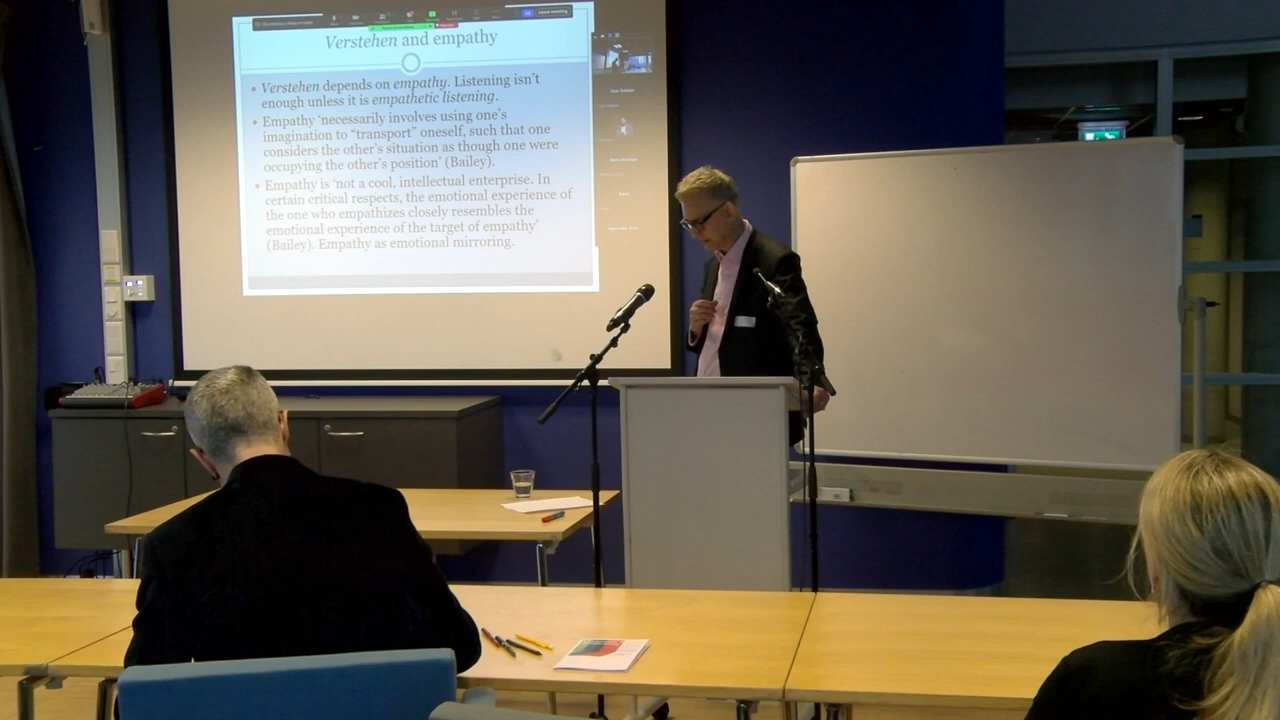 Verstehen and empathy
• Verstehen depends on empathy. Listening isn't
enough unless it is empathetic listening.
• Empathy 'necessarily involves using one's
imagination to "transport" oneself, such that one
considers the other's situation as though one were
occupying the other's position' (Bailey).
• Empathy is 'not a cool, intellectual enterprise. In
certain critical respects, the emotional experience of
the one who empathizes closely resembles the
emotional experience of the target of empathy'
(Bailey). Empathy as emotional mirroring.